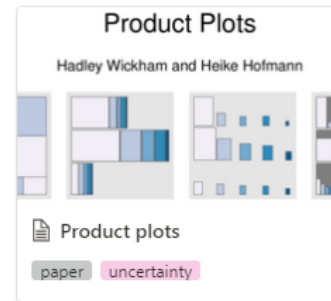 Product Plots
Hadley Wickham and Heike Hofmann
Product plots
paper uncertainty